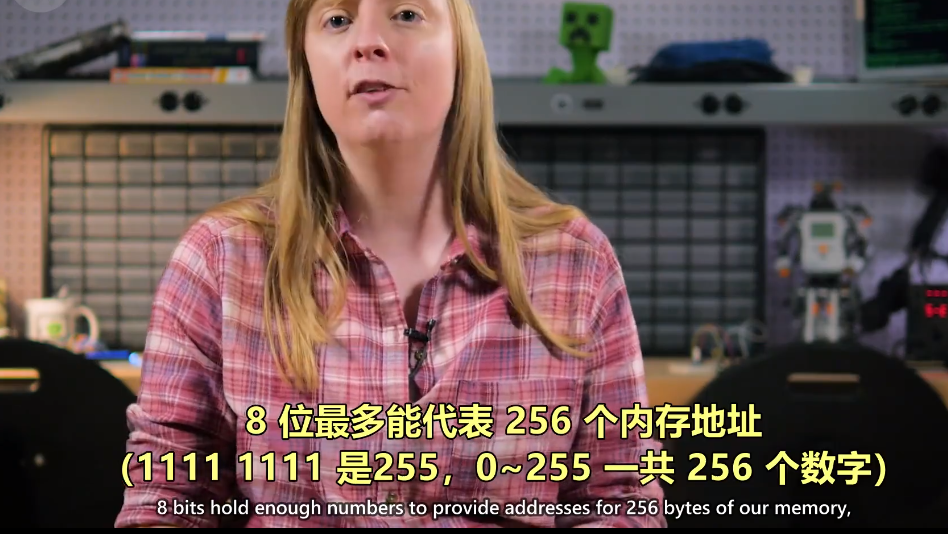 8 位最多能代表 256 个内存地址
(1111 1111 是255，0~255 一共 256 个数字)
8 bits hold enough numbers to provide addresses for 256 bytes of our memory,